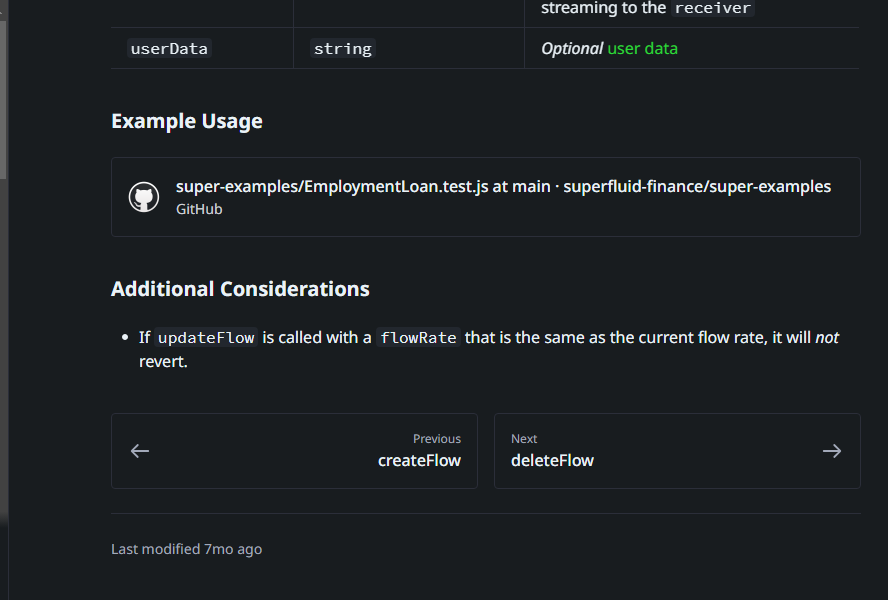 streaming to the receiver
userData string Optional user data
Example Usage
super-examples/EmploymentLoan.test.js at main · superfluid-finance/super-examples
GitHub
Additional Considerations
• If updateFlow is called with a flowRate that is the same as the current flow rate, it will not
revert.
Previous
createFlow
Next
deleteFlow
Last modified 7mo ago